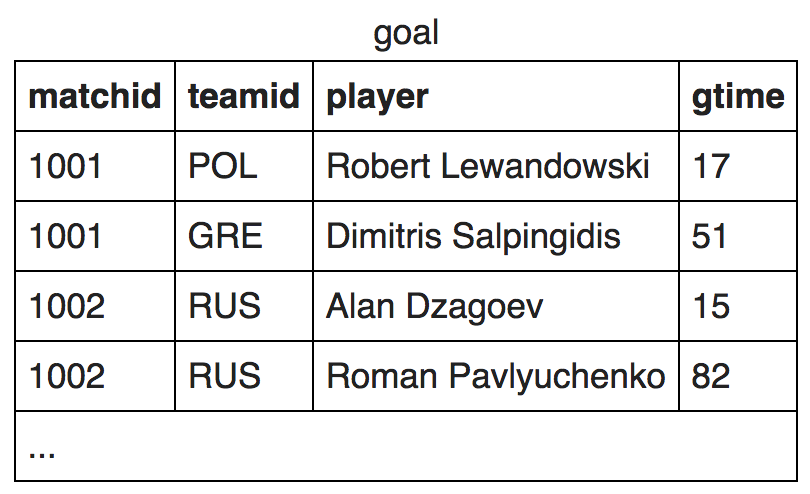 goal
matchid teamid player gtime
1001 POL Robert Lewandowski 17
1001 GRE Dimitris Salpingidis 51
1002 RUS Alan Dzagoev 15
1002 RUS Roman Pavlyuchenko 82
...